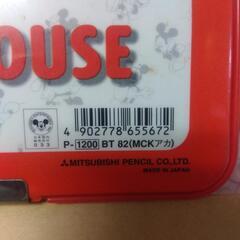 OUSE
4 902778 655672
P-1200 BT 82(MCKアカ)
MITSUBISHI PENCIL CO.,LTD.
MADE IN JAPAN